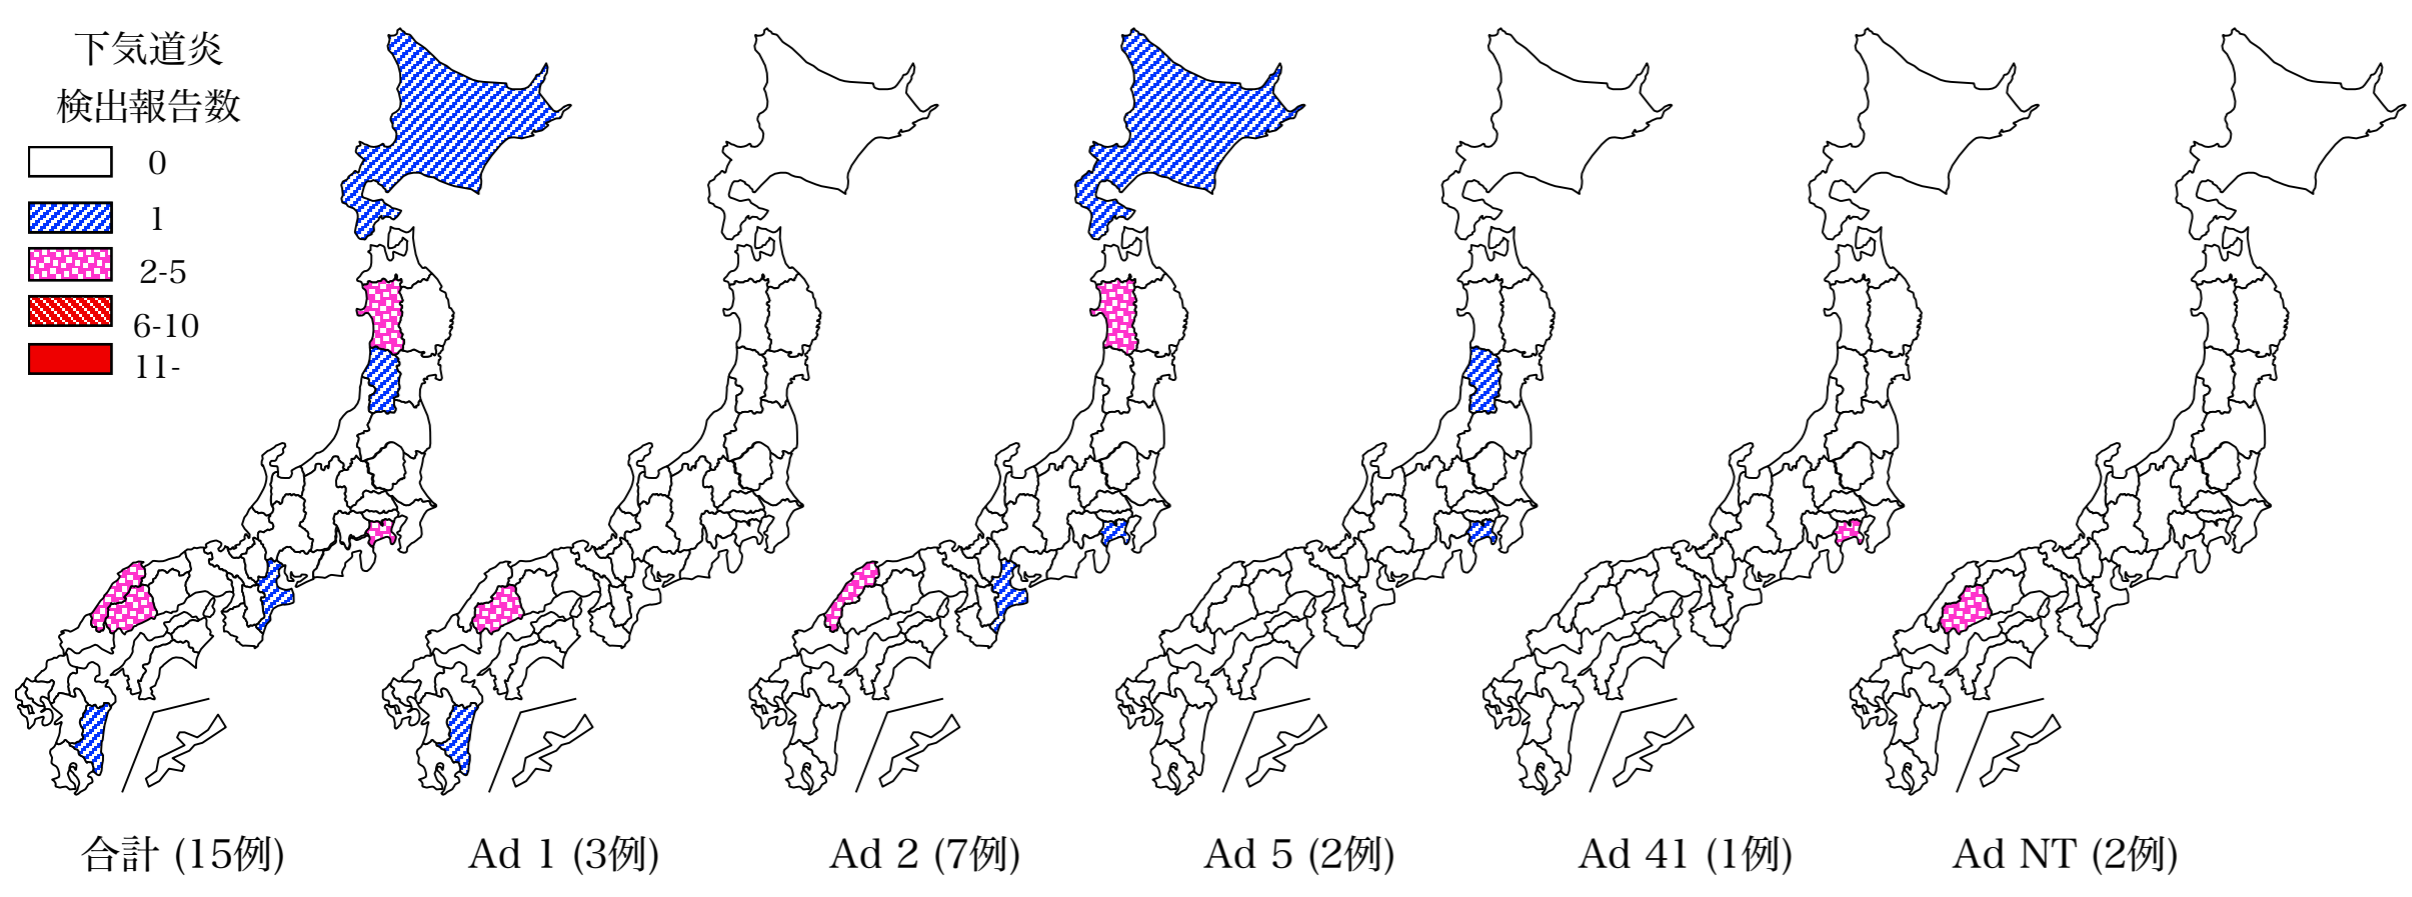 下気道炎
検出報告数
0
1
2-5
6-10
11-
合計 (15例)
Ad 1 (3例)
Ad 2 (7例)
Ad 5 (2例)
Ad 41 (1例)
Ad NT (2例)